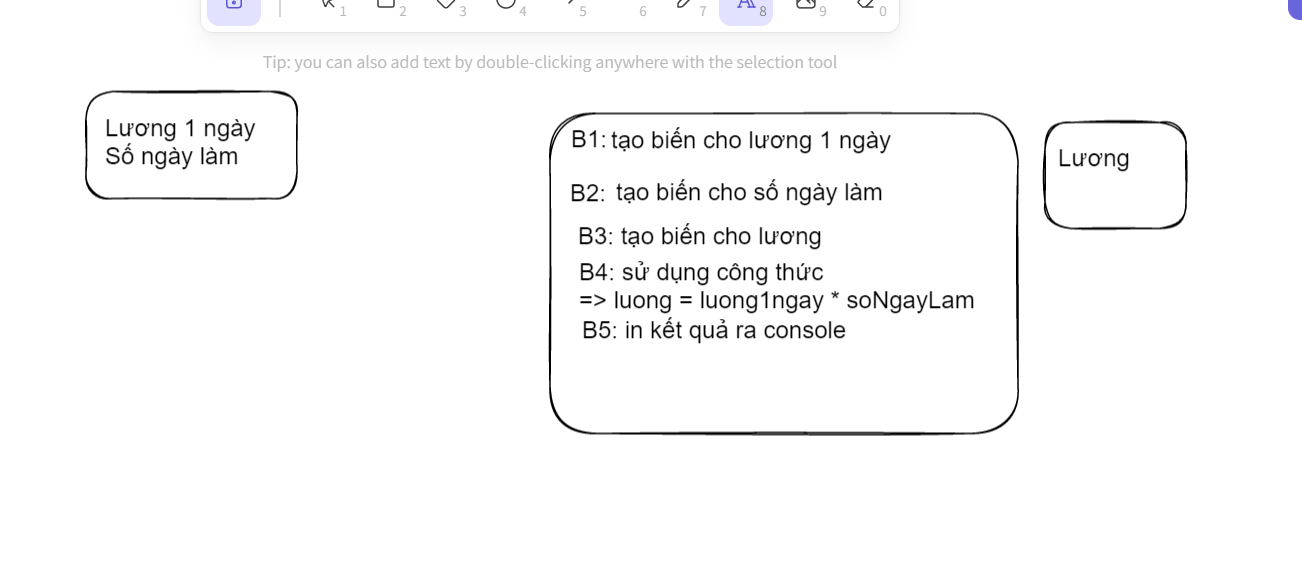 1 2 3 4 5 6 7 8 9 0
Tip: you can also add text by double-clicking anywhere with the selection tool
Lương 1 ngày
Số ngày làm
B1: tạo biến cho lương 1 ngày
B2: tạo biến cho số ngày làm
B3: tạo biến cho lương
B4: sử dụng công thức
=> luong = luong1ngay * soNgayLam
B5: in kết quả ra console
Lương